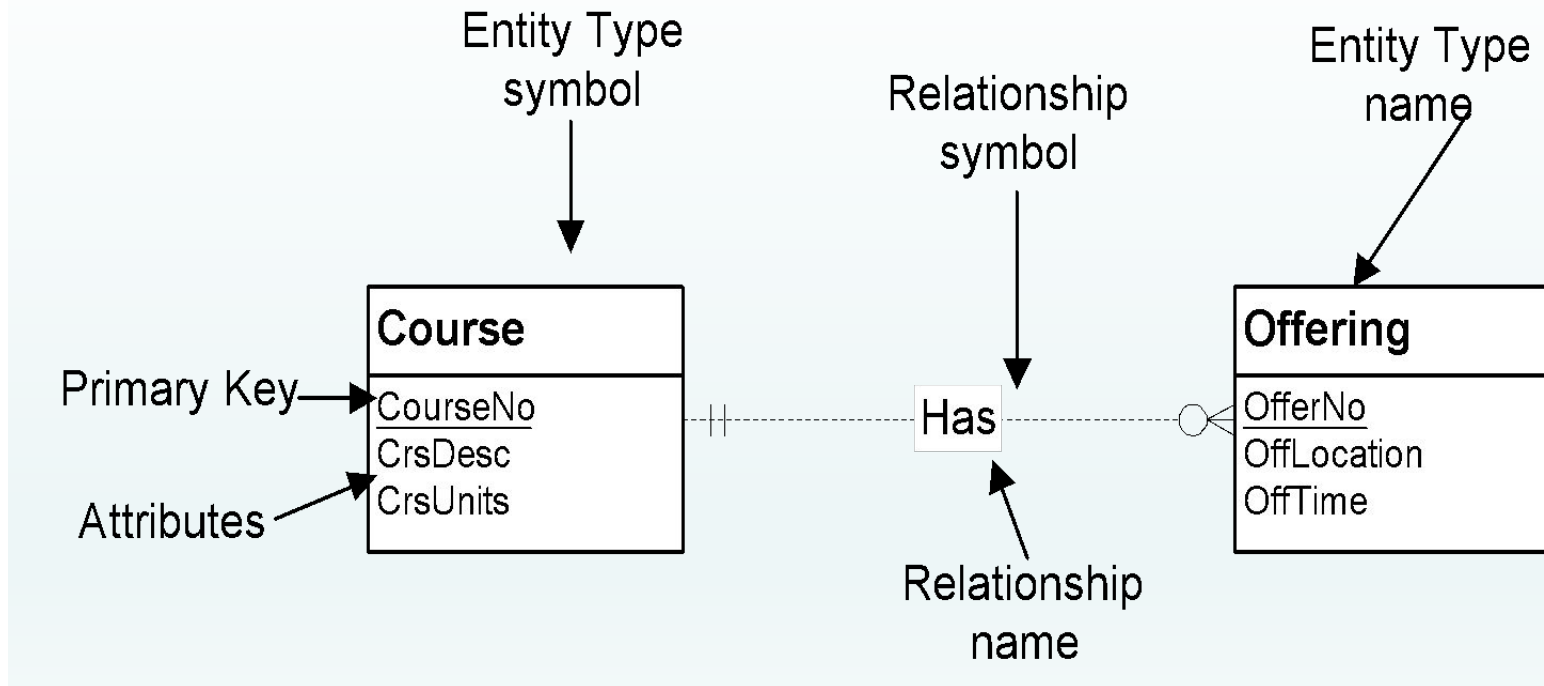 Entity Type
symbol
Relationship
symbol
Entity Type
name
Course
Primary Key
CourseNo
CrsDesc
CrsUnits
Attributes
Has
Relationship
name
Offering
OfferNo
OffLocation
OffTime